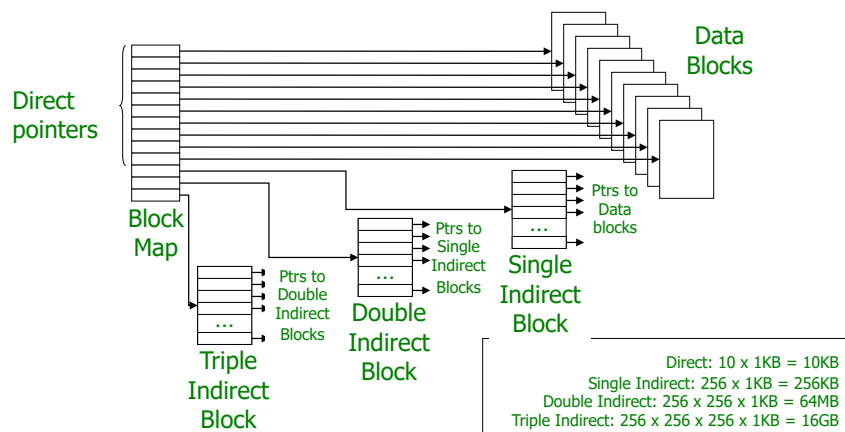 Data
Blocks
Direct
pointers
Block
Map
Ptrs to
Data
blocks
...
Single
Indirect
Block
Ptrs to
Single
Indirect
Blocks
...
Double
Indirect
Block
Ptrs to
Double
Indirect
Blocks
...
Triple
Indirect
Block
Direct: 10 x 1KB = 10KB
Single Indirect: 256 x 1KB = 256KB
Double Indirect: 256 x 256 x 1KB = 64MB
Triple Indirect: 256 x 256 x 256 x 1KB = 16GB